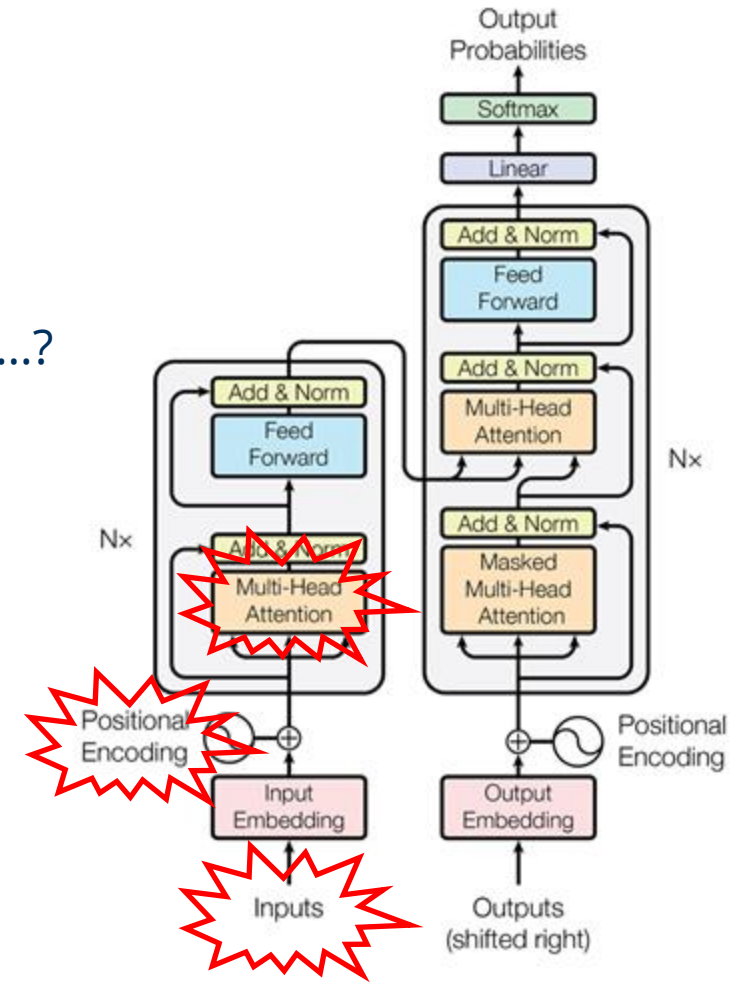 Output
Probabilities
Softmax
Linear
Add & Norm
Feed
Forward
Add & Norm
Multi-Head
Attention
Nx
Add & Norm
Masked
Multi-Head
Attention
Positional
Encoding
Output
Embedding
Outputs
(shifted right)
...?
Add & Norm
Feed
Forward
Nx
Add & Norm
Multi-Head
Attention
Positional
Encoding
Input
Embedding
Inputs